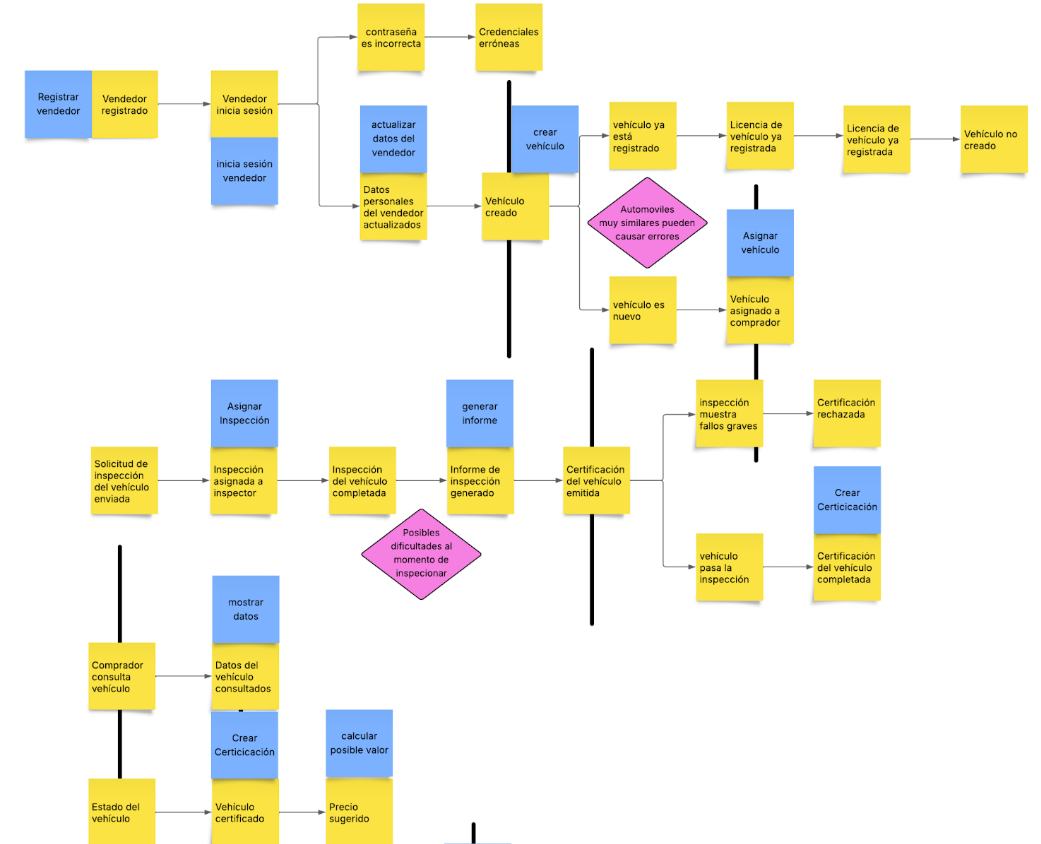 contraseña
es incorrecta
Credenciales
erróneas
Registrar
vendedor
Vendedor
registrado
Vendedor
inicia sesión
inicia sesión
vendedor
actualizar
datos del
vendedor
Datos
personales
del vendedor
actualizados
crear
vehículo
Vehículo
creado
vehículo ya
está
registrado
Licencia de
vehículo ya
registrada
Licencia de
vehículo ya
registrada
Vehículo no
creado
Automoviles
muy similares pueden
causar errores
Asignar
vehículo
vehículo es
nuevo
Vehículo
asignado a
comprador
Asignar
Inspección
generar
informe
Solicitud de
inspección
del vehículo
enviada
Inspección
asignada a
inspector
Inspección
del vehículo
completada
Informe de
inspección
generado
Certificación
del vehículo
emitida
inspección
muestra
fallos graves
Certificación
rechazada
Posibles
dificultades al
momento de
inspecionar
Crear
Certicicación
vehículo
pasa la
inspección
Certificación
del vehículo
completada
mostrar
datos
Comprador
consulta
vehículo
Datos del
vehículo
consultados
Crear
Certicicación
calcular
posible valor
Estado del
vehículo
Vehículo
certificado
Precio
sugerido